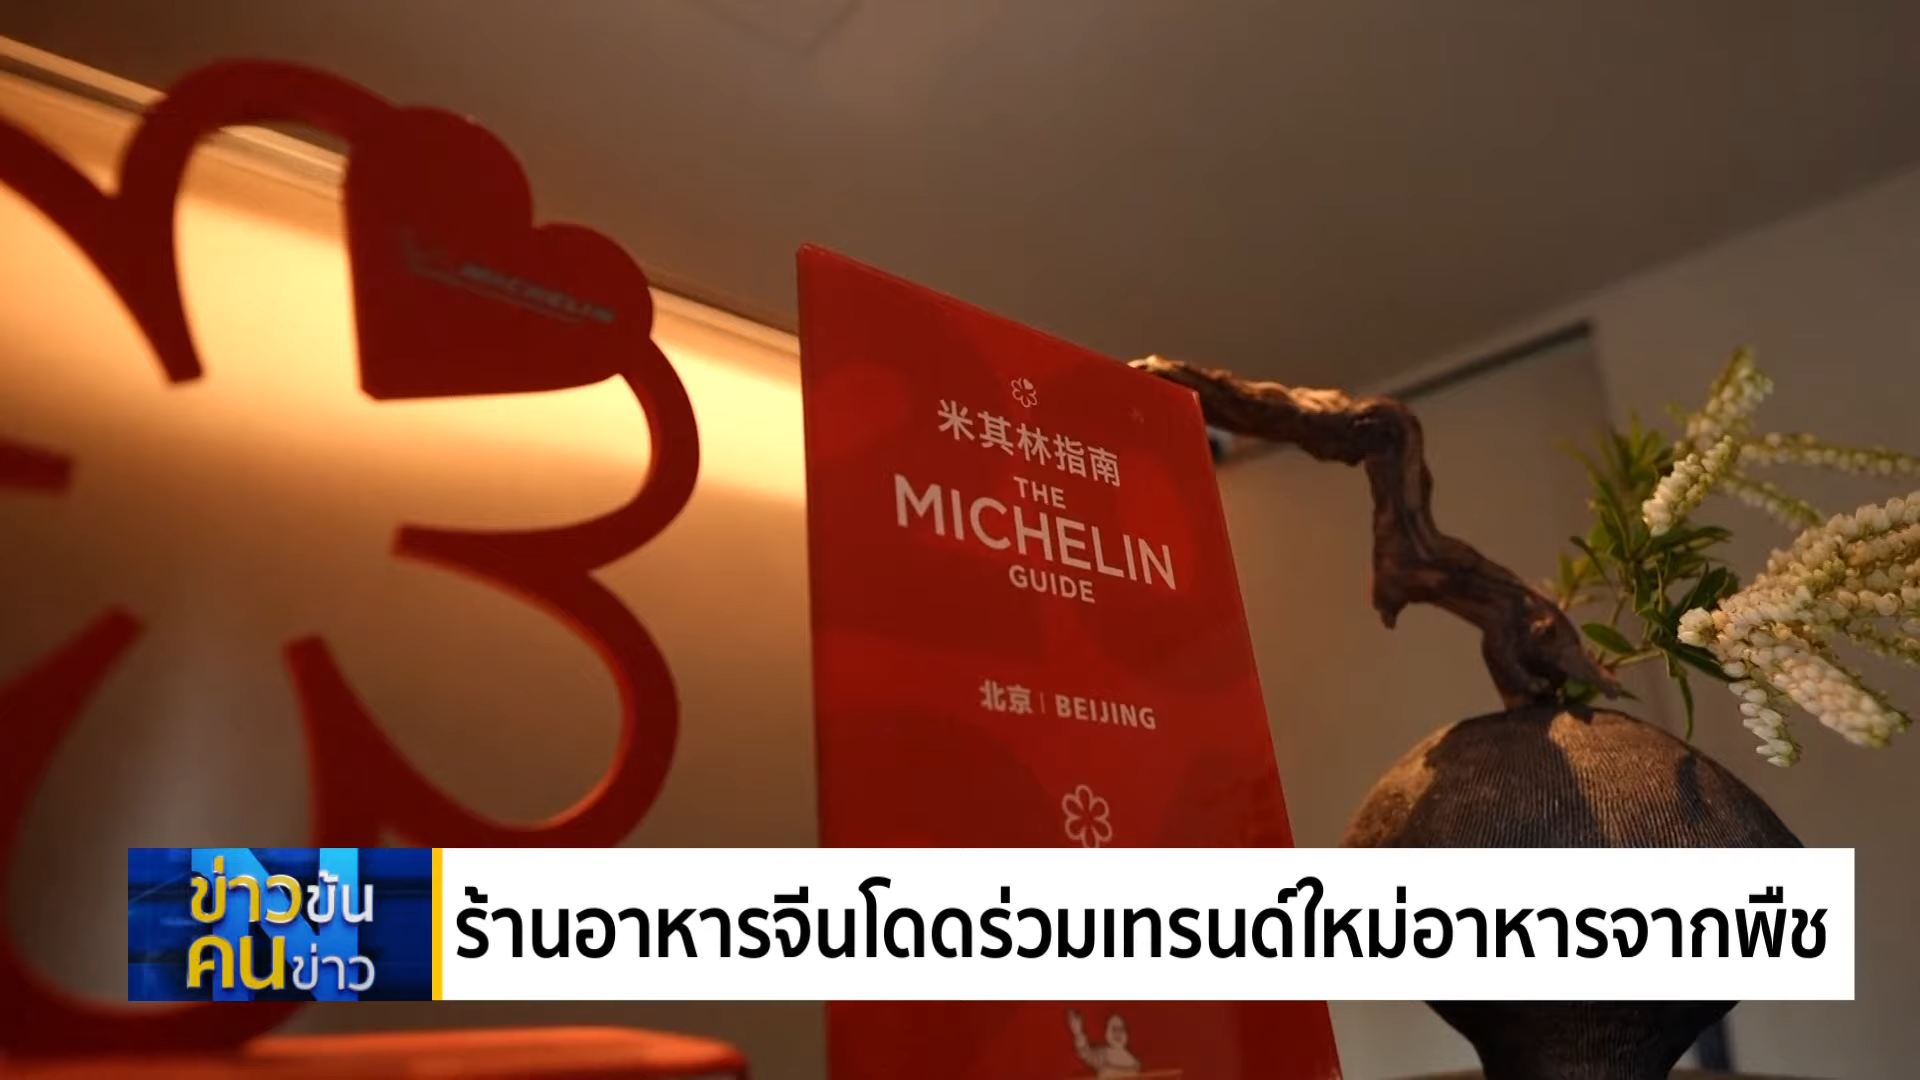 MICHELIN
米其林指南
THE
MICHELIN
GUIDE
北京 | BEIJING
ข่าวข้น
คนข่าว
ร้านอาหารจีนโดดร่วมเทรนด์ใหม่อาหารจากพืช